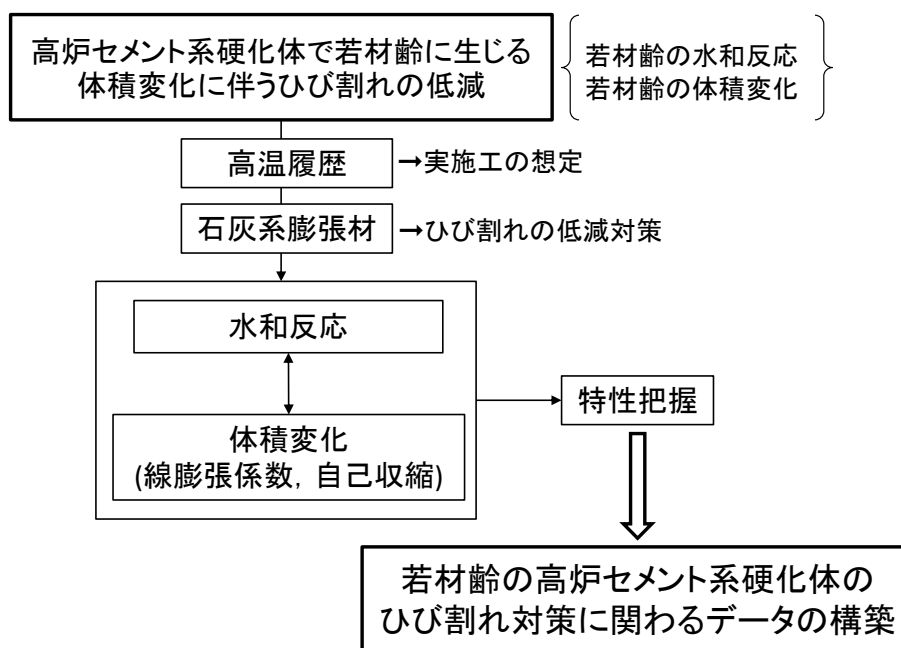 高炉セメント系硬化体で若材齢に生じる
体積変化に伴うひび割れの低減
若材齢の水和反応
若材齢の体積変化
高温履歴
→実施工の想定
石灰系膨張材
→ひび割れの低減対策
水和反応
体積変化
(線膨張係数, 自己収縮)
特性把握
若材齢の高炉セメント系硬化体の
ひび割れ対策に関わるデータの構築